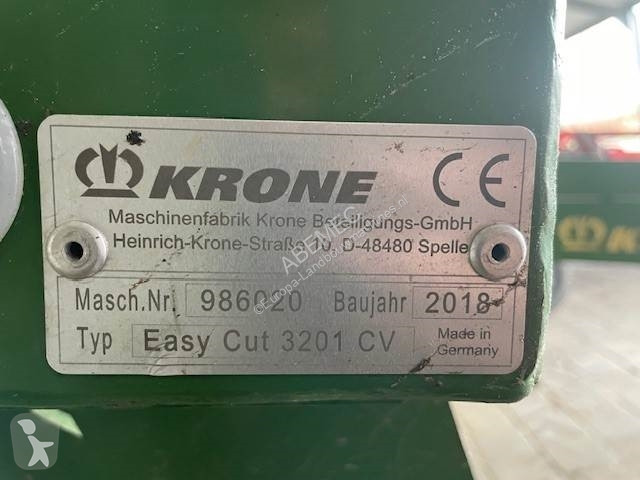 KRONE CE
Maschinenfabrik Krone Beteiligungs-GmbH
Heinrich-Krone-Straße 10, D-48480 Spelle
Masch.Nr. 986020 Baujahr 2018
Typ Easy Cut 3201 CV Made in
Germany
KRONE